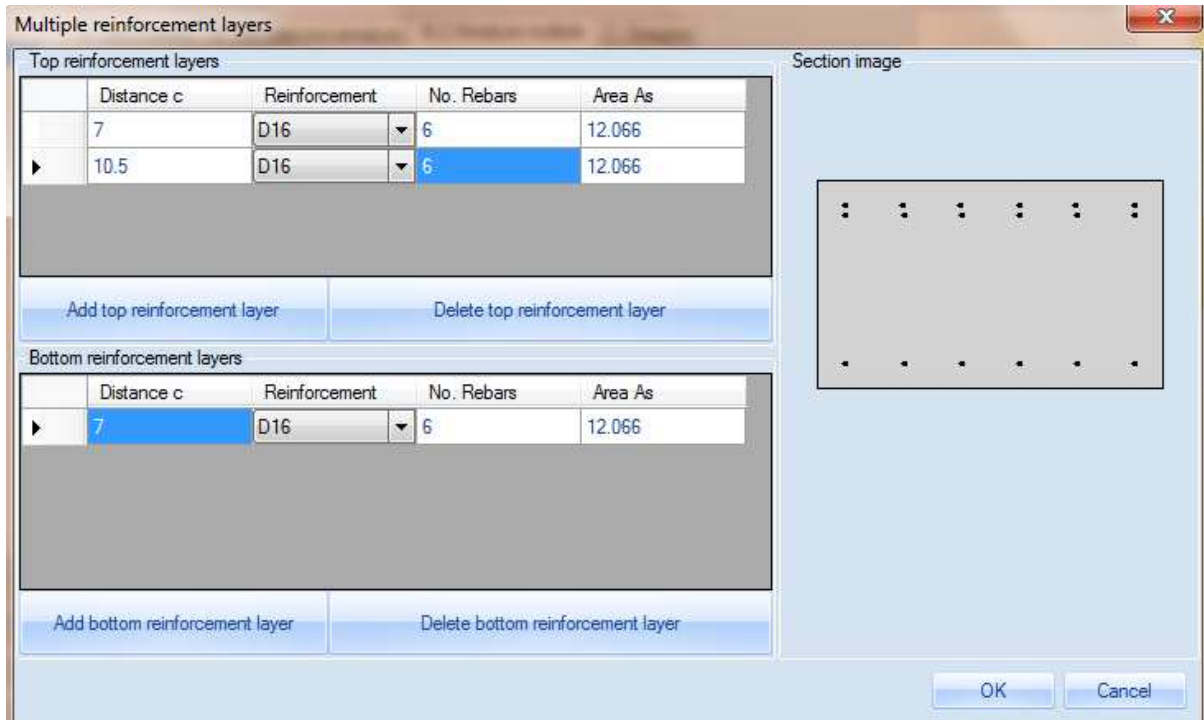 Multiple reinforcement layers
Top reinforcement layers
Distance c Reinforcement No. Rebars Area As
7 D16 6 12.066
10.5 D16 6 12.066
Add top reinforcement layer Delete top reinforcement layer
Bottom reinforcement layers
Distance c Reinforcement No. Rebars Area As
7 D16 6 12.066
Add bottom reinforcement layer Delete bottom reinforcement layer
Section image
OK Cancel